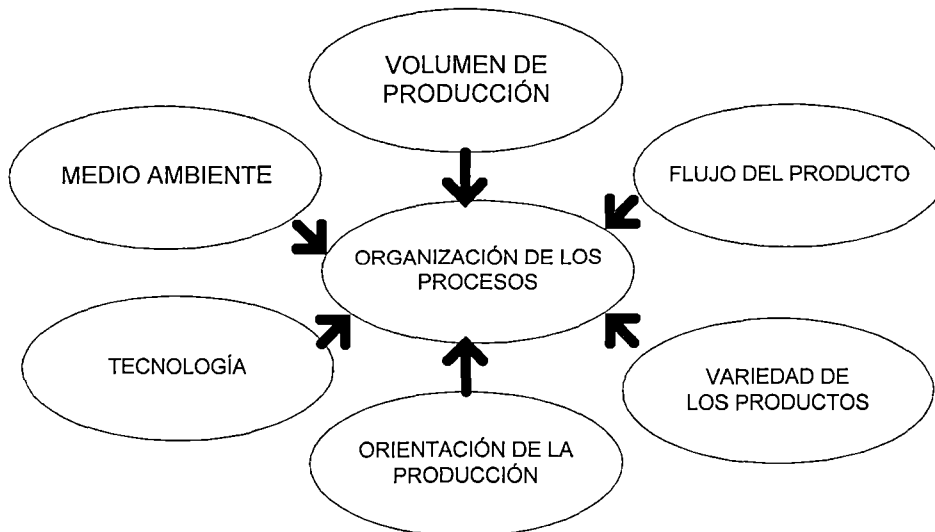 VOLUMEN DE
PRODUCCIÓN
MEDIO AMBIENTE
FLUJO DEL PRODUCTO
ORGANIZACIÓN DE LOS
PROCESOS
TECNOLOGÍA
VARIEDAD DE
LOS PRODUCTOS
ORIENTACIÓN DE LA
PRODUCCIÓN